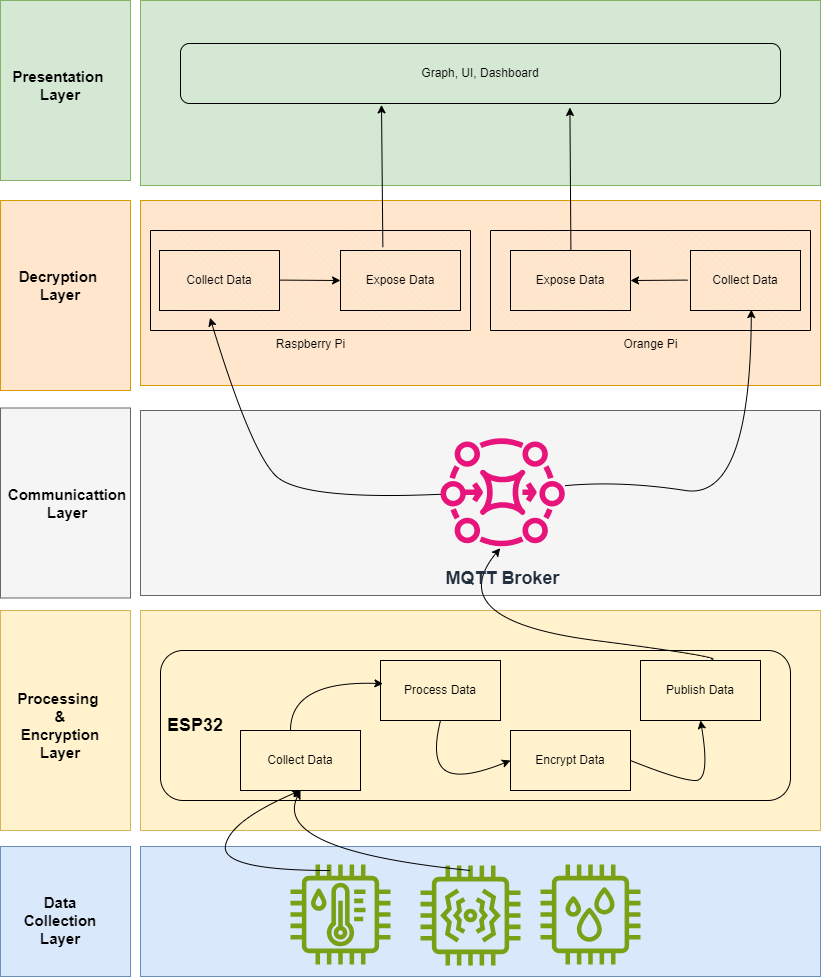 Presentation
Layer
Graph, UI, Dashboard
Decryption
Layer
Collect Data
Expose Data
Expose Data
Collect Data
Raspberry Pi
Orange Pi
Communicattion
Layer
MQTT Broker
Processing
&
Encryption
Layer
ESP32
Process Data
Publish Data
Collect Data
Encrypt Data
Data
Collection
Layer